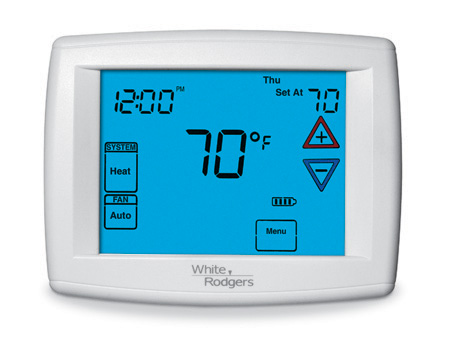 Thu
12:00 PM
Set At 70
70°F
+
SYSTEM
Heat
−
FAN
Auto
Menu
White
Rodgers